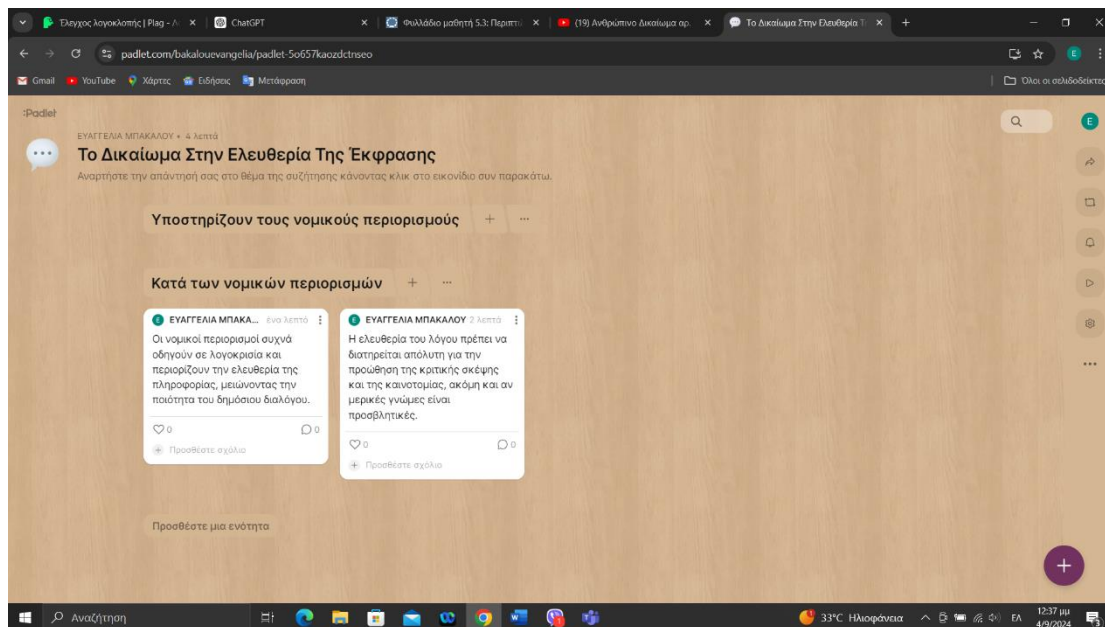 Έλεγχος λογοκλοπής | Plag - Λ
ChatGPT
Φυλλάδιο μαθητή 5.3: Περιπτώ
(19) Ανθρώπινο Δικαίωμα αρ.
Το Δικαίωμα Στην Ελευθερία Τ
padlet.com/bakalouevangelia/padlet-5o657kaozdctnseo
E
Gmail YouTube Χάρτες Ειδήσεις Μετάφραση
Όλοι οι σελιδοδείκτες
:Padlet
ΕΥΑΓΓΕΛΙΑ ΜΠΑΚΑΛΟΥ • 4 λεπτά
Το Δικαίωμα Στην Ελευθερία Της Έκφρασης
Αναρτήστε την απάντησή σας στο θέμα της συζήτησης κάνοντας κλικ στο εικονίδιο συν παρακάτω.
E
Υποστηρίζουν τους νομικούς περιορισμούς + ...
Κατά των νομικών περιορισμών + ...
E ΕΥΑΓΓΕΛΙΑ ΜΠΑΚΑ... ένα λεπτό
Οι νομικοί περιορισμοί συχνά
οδηγούν σε λογοκρισία και
περιορίζουν την ελευθερία της
πληροφορίας, μειώνοντας την
ποιότητα του δημόσιου διαλόγου.
0 0
+ Προσθέστε σχόλιο
E ΕΥΑΓΓΕΛΙΑ ΜΠΑΚΑΛΟΥ 2 λεπτά
Η ελευθερία του λόγου πρέπει να
διατηρείται απόλυτη για την
προώθηση της κριτικής σκέψης
και της καινοτομίας, ακόμη και αν
μερικές γνώμες είναι
προσβλητικές.
0 0
+ Προσθέστε σχόλιο
Προσθέστε μια ενότητα
Αναζήτηση
33°C Ηλιοφάνεια
ΕΛ
12:37 μμ
4/9/2024
3